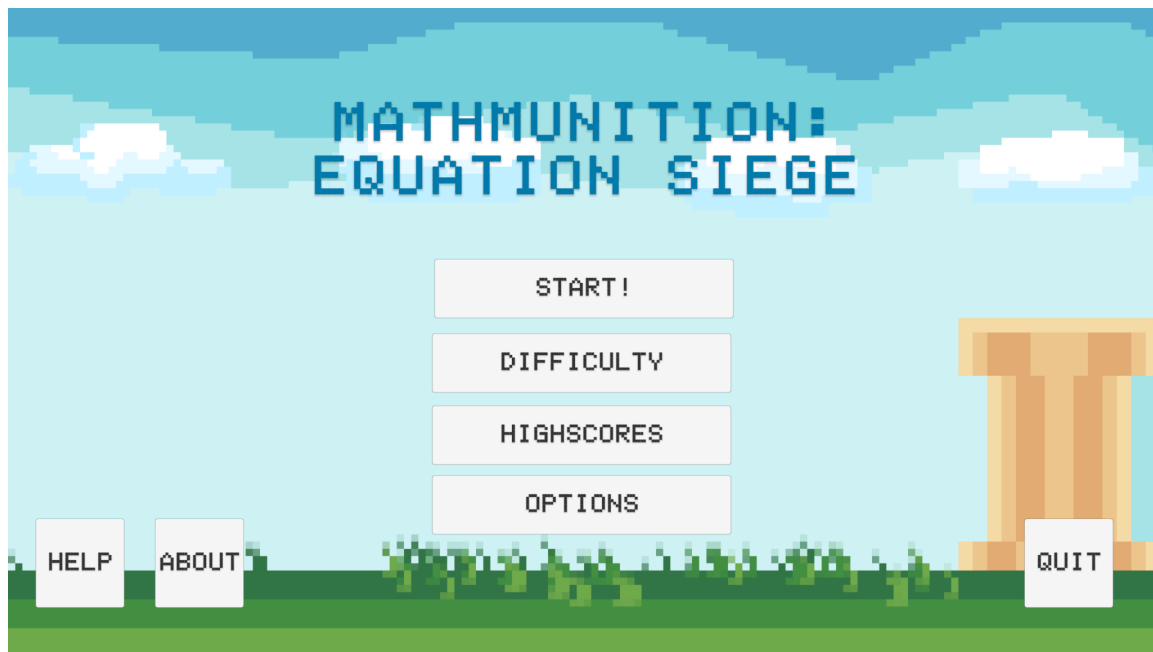 MATHMUNITION:
EQUATION SIEGE
START!
DIFFICULTY
HIGHSCORES
OPTIONS
HELP
ABOUT
QUIT